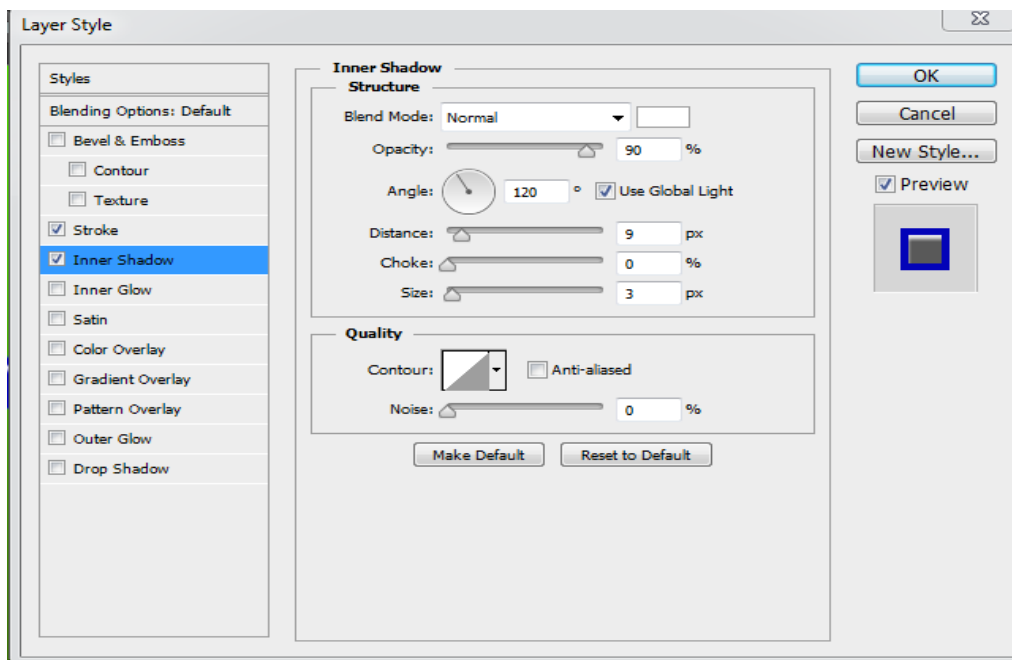 Layer Style
Styles
Blending Options: Default
Bevel & Emboss
Contour
Texture
Stroke
Inner Shadow
Inner Glow
Satin
Color Overlay
Gradient Overlay
Pattern Overlay
Outer Glow
Drop Shadow
Inner Shadow
Structure
Blend Mode: Normal
Opacity: 90 %
Angle: 120 ° Use Global Light
Distance: 9 px
Choke: 0 %
Size: 3 px
Quality
Contour: Anti-aliased
Noise: 0 %
Make Default Reset to Default
OK
Cancel
New Style...
Preview